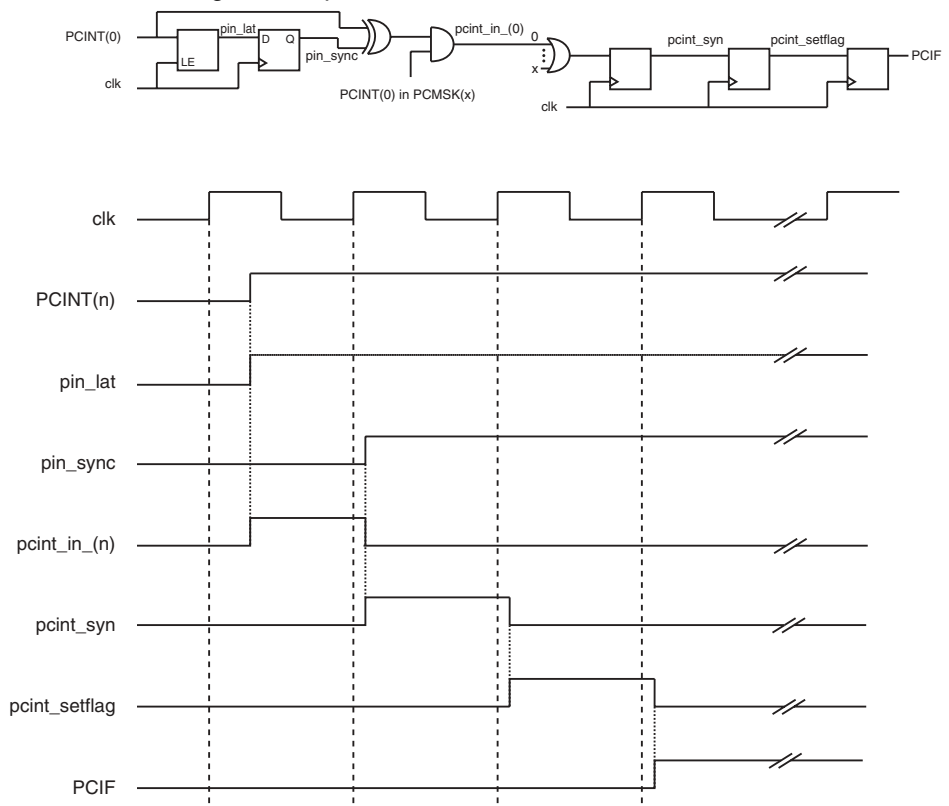 PCINT(0)
pin_lat
D Q
LE
pin_sync
clk
pcint_in_(0)
PCINT(0) in PCMSK(x)
0
x
clk
pcint_syn
pcint_setflag
PCIF
clk
PCINT(n)
pin_lat
pin_sync
pcint_in_(n)
pcint_syn
pcint_setflag
PCIF